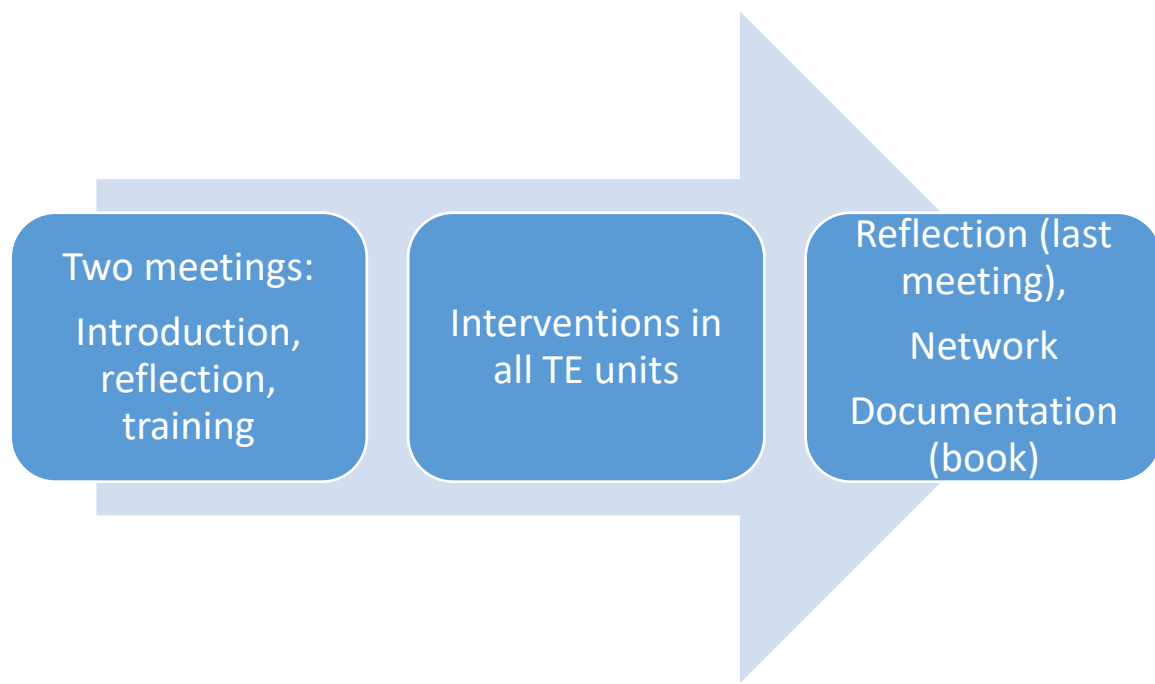 Two meetings:
Introduction,
reflection,
training
Interventions in
all TE units
Reflection (last
meeting),
Network
Documentation
(book)